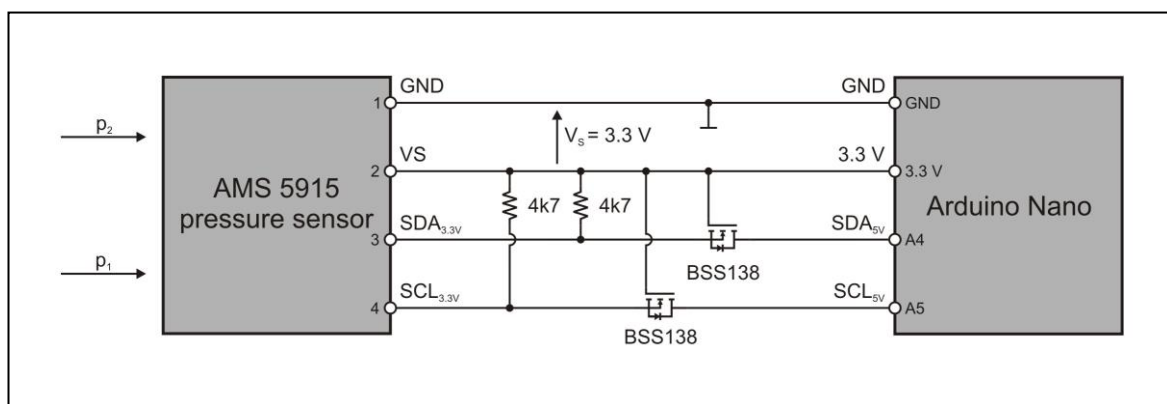 GND
GND
1
GND
p₂
Vₛ = 3.3 V
VS
3.3 V
2
3.3 V
AMS 5915
pressure sensor
4k7
4k7
Arduino Nano
SDA₃.₃ᵥ
SDA₅ᵥ
3
A4
BSS138
p₁
SCL₃.₃ᵥ
SCL₅ᵥ
4
A5
BSS138